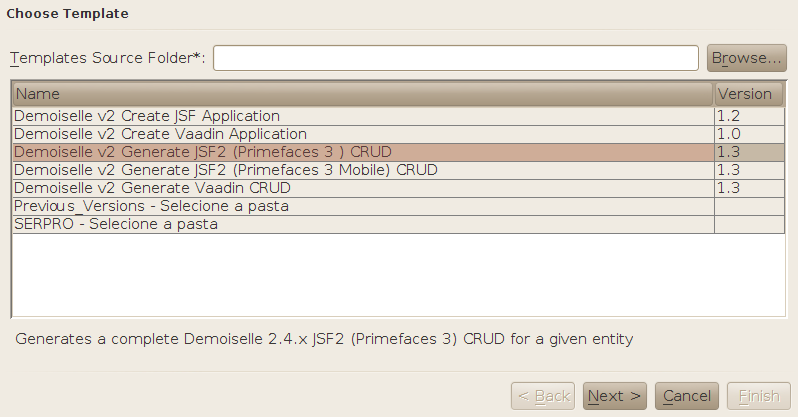 Choose Template
Templates Source Folder*: Browse...
Name Version
Demoiselle v2 Create JSF Application 1.2
Demoiselle v2 Create Vaadin Application 1.0
Demoiselle v2 Generate JSF2 (Primefaces 3 ) CRUD 1.3
Demoiselle v2 Generate JSF2 (Primefaces 3 Mobile) CRUD 1.3
Demoiselle v2 Generate Vaadin CRUD 1.3
Previous_Versions - Selecione a pasta
SERPRO - Selecione a pasta
Generates a complete Demoiselle 2.4.x JSF2 (Primefaces 3) CRUD for a given entity
< Back Next > Cancel Finish